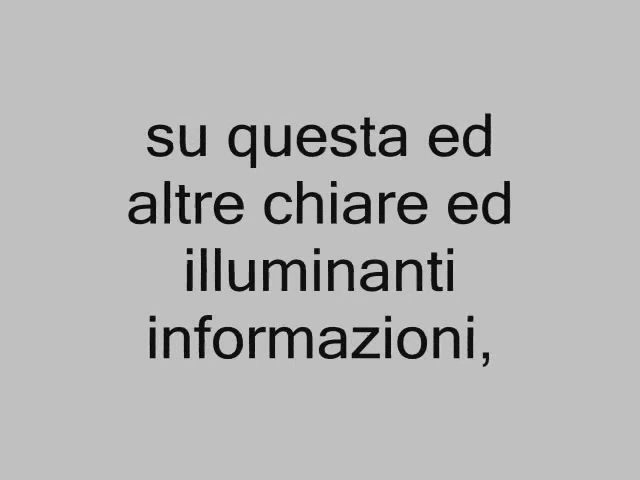 su questa ed
altre chiare ed
illuminanti
informazioni,